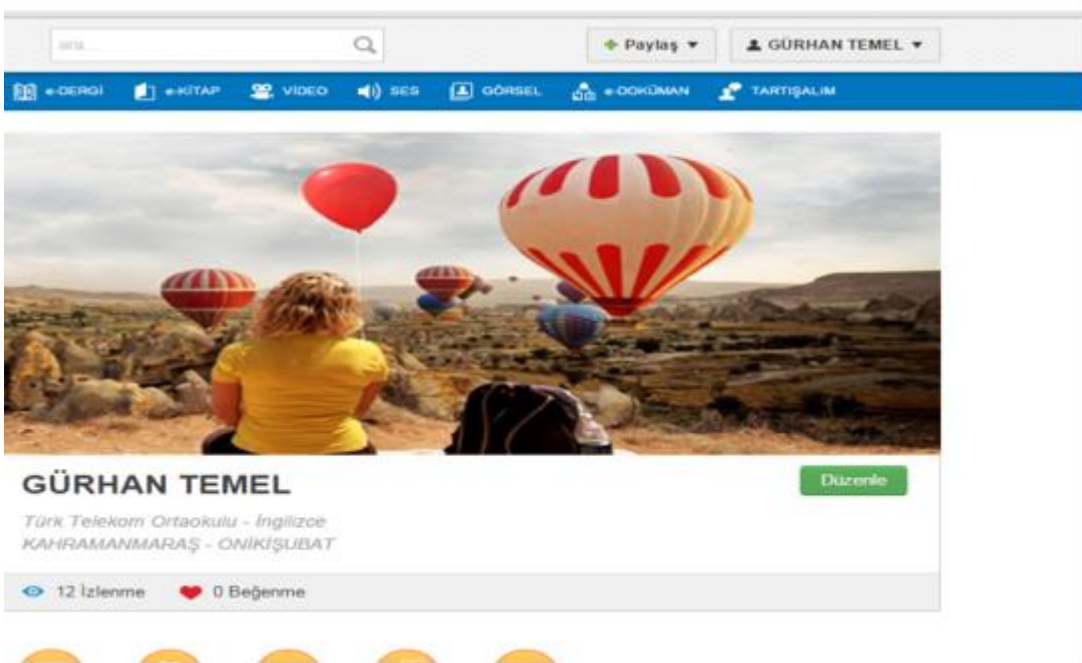 ara...
Paylaş
GÜRHAN TEMEL
e-DERGİ e-KİTAP VİDEO SES GÖRSEL e-DOKÜMAN TARTIŞALIM
GÜRHAN TEMEL
Düzenle
Türk Telekom Ortaokulu - İngilizce
KAHRAMANMARAŞ - ONİKİŞUBAT
12 İzlenme 0 Beğenme